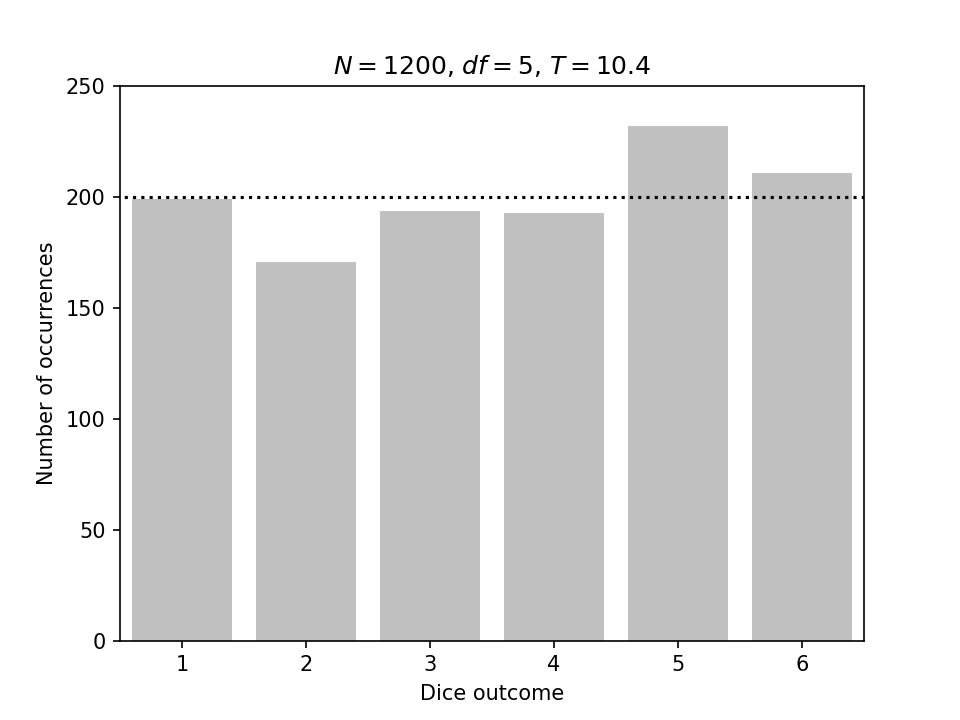 N = 1200, df = 5, T = 10.4
250
200
150
100
50
0
Number of occurrences
1 2 3 4 5 6
Dice outcome